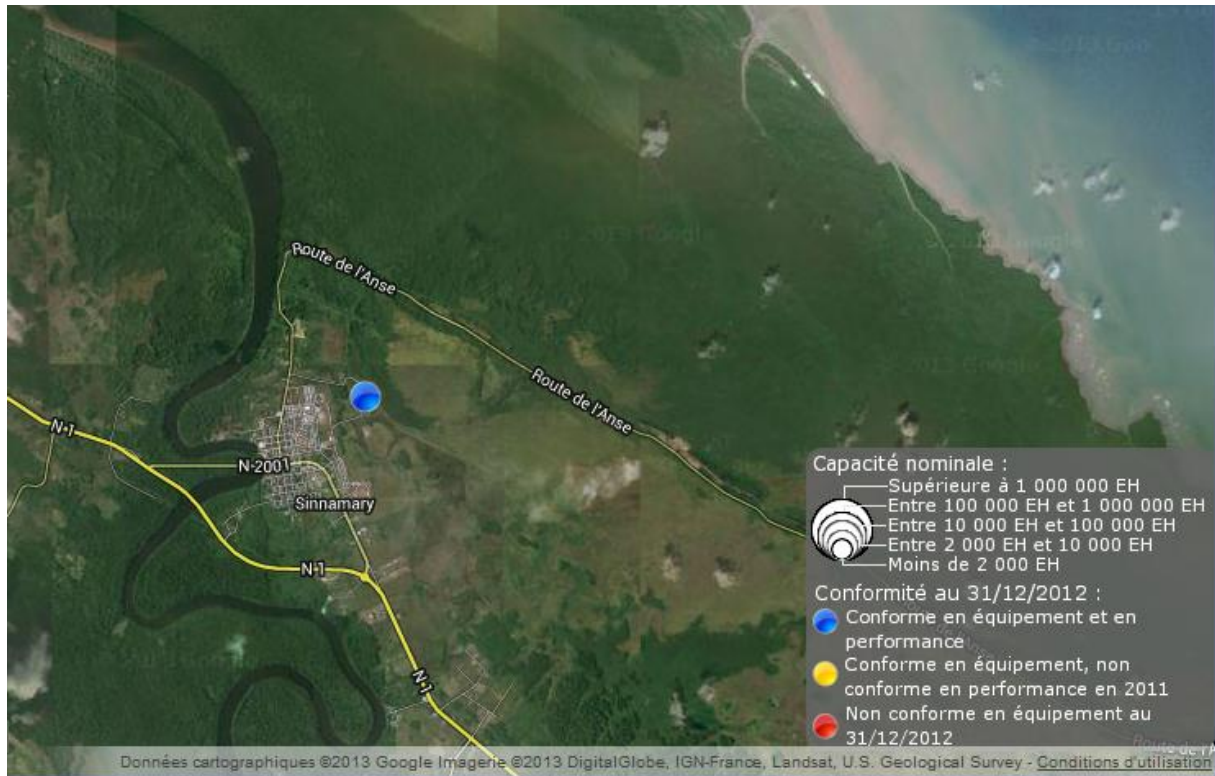 Route de l'Anse
Route de l'Anse
N•1
N•2001
Sinnamary
N•1
N•1
Capacité nominale :
Supérieure à 1 000 000 EH
Entre 100 000 EH et 1 000 000 EH
Entre 10 000 EH et 100 000 EH
Entre 2 000 EH et 10 000 EH
Moins de 2 000 EH
Conformité au 31/12/2012 :
Conforme en équipement et en
performance
Conforme en équipement, non
conforme en performance en 2011
Non conforme en équipement au
31/12/2012
Données cartographiques ©2013 Google Imagerie ©2013 DigitalGlobe, IGN-France, Landsat, U.S. Geological Survey - Conditions d'utilisation